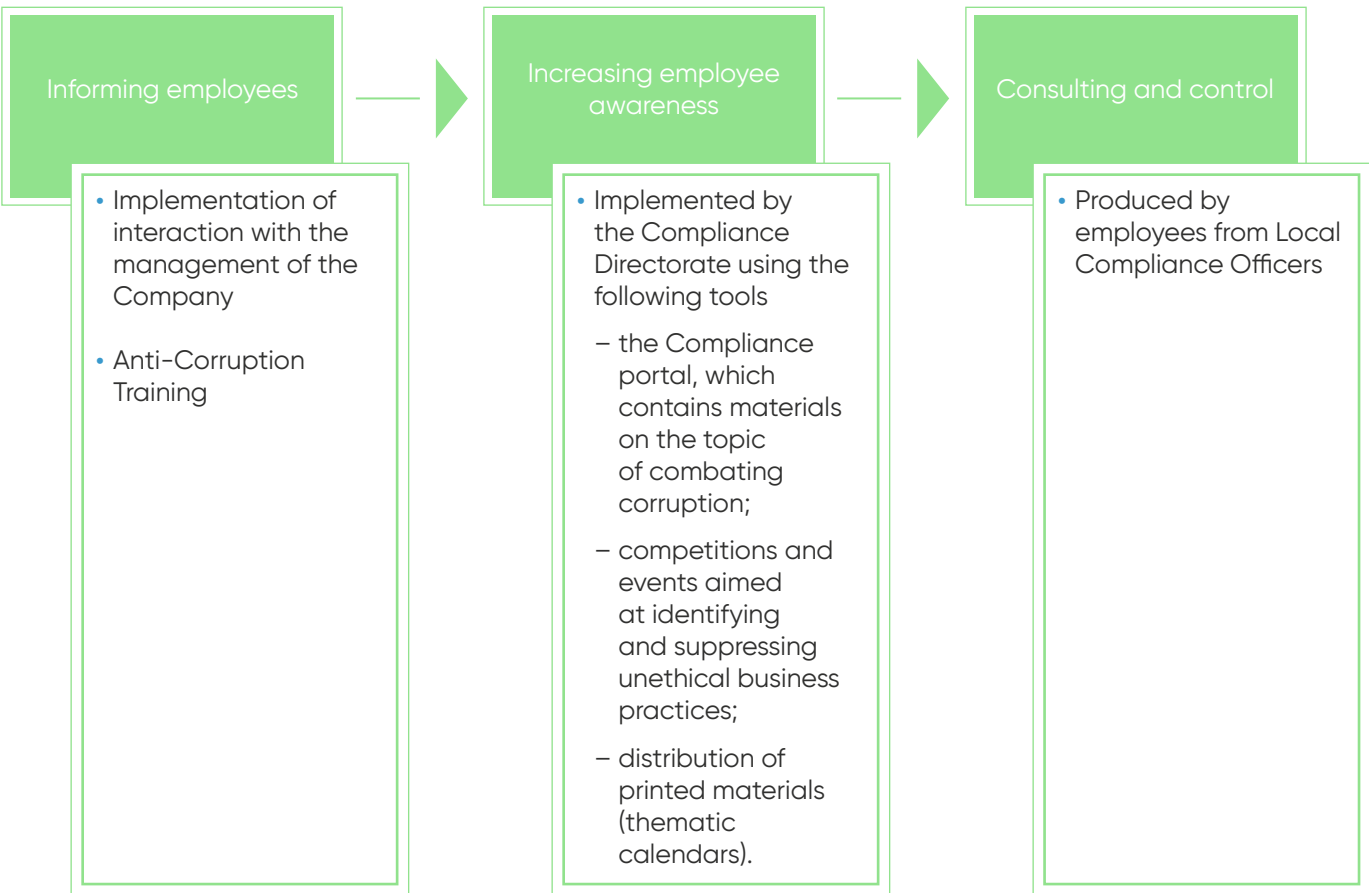 Informing employees
• Implementation of
interaction with the
management of the
Company
• Anti-Corruption
Training
Increasing employee
awareness
• Implemented by
the Compliance
Directorate using the
following tools
– the Compliance
portal, which
contains materials
on the topic
of combating
corruption;
– competitions and
events aimed
at identifying
and suppressing
unethical business
practices;
– distribution of
printed materials
(thematic
calendars).
Consulting and control
• Produced by
employees from Local
Compliance Officers